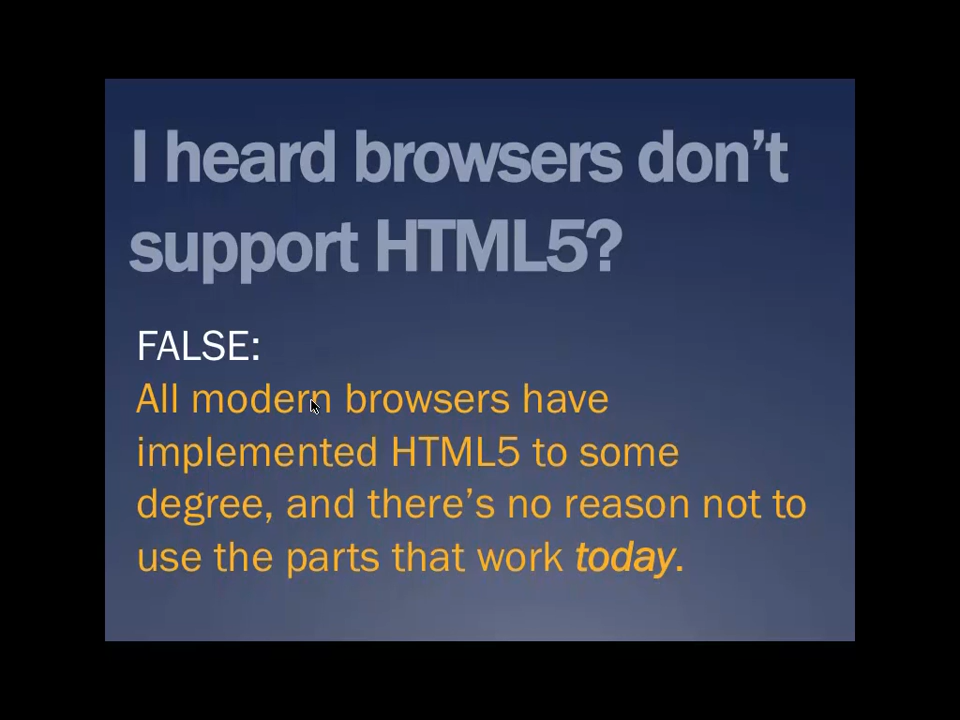 I heard browsers don’t
support HTML5?
FALSE:
All modern browsers have
implemented HTML5 to some
degree, and there’s no reason not to
use the parts that work today.